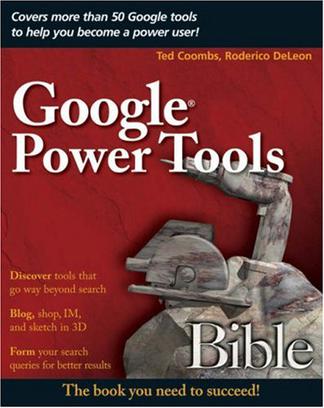 Covers more than 50 Google tools
to help you become a power user!
Ted Coombs, Roderico DeLeon
Google®
Power Tools
Discover tools that
go way beyond search
Blog, shop, IM,
and sketch in 3D
Form your search
queries for better results
Bible
The book you need to succeed!